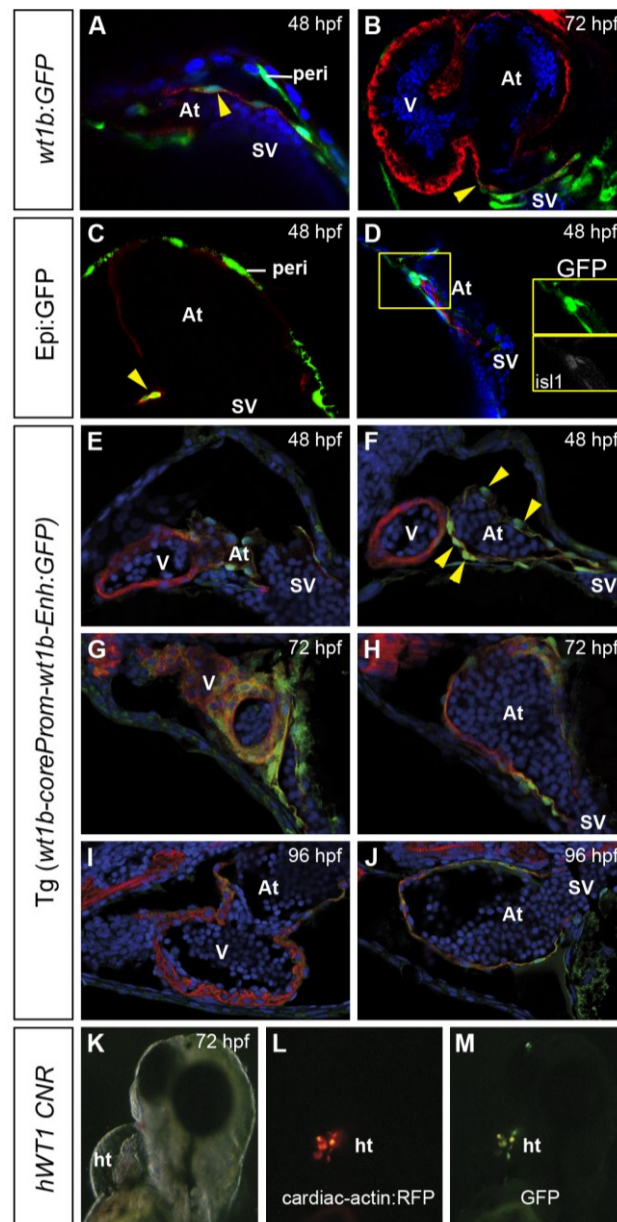 A 48 hpf
peri
At
SV
B 72 hpf
V At
SV
wt1b:GFP
C 48 hpf
peri
At
SV
D 48 hpf
GFP
At
SV
isl1
Epi:GFP
E 48 hpf
V At SV
F 48 hpf
V At
SV
G 72 hpf
V
H 72 hpf
At
SV
I 96 hpf
At
V
J 96 hpf
SV
At
Tg (wt1b-coreProm-wt1b-Enh:GFP)
K 72 hpf
ht
L
ht
cardiac-actin:RFP
M
ht
GFP
hWT1 CNR